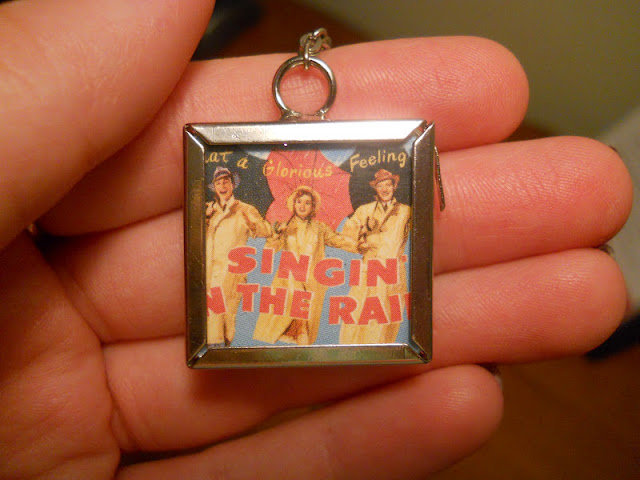 at a Glorious Feeling
SINGIN'
N THE RAI